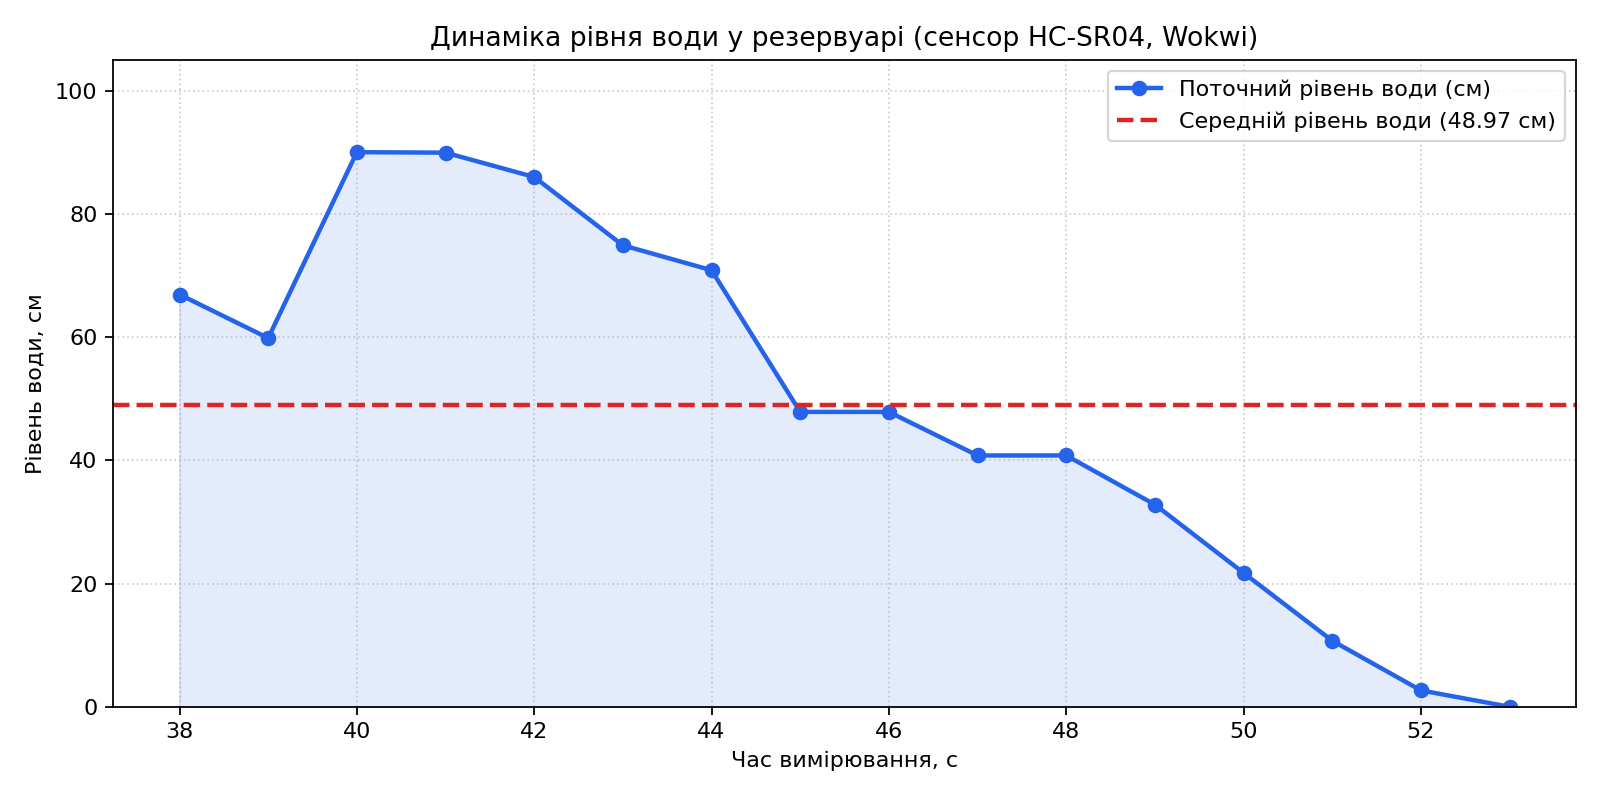 Динаміка рівня води у резервуарі (сенсор HC-SR04, Wokwi)
Поточний рівень води (см)
Середній рівень води (48.97 см)
Рівень води, см
100
80
60
40
20
0
38 40 42 44 46 48 50 52
Час вимірювання, с